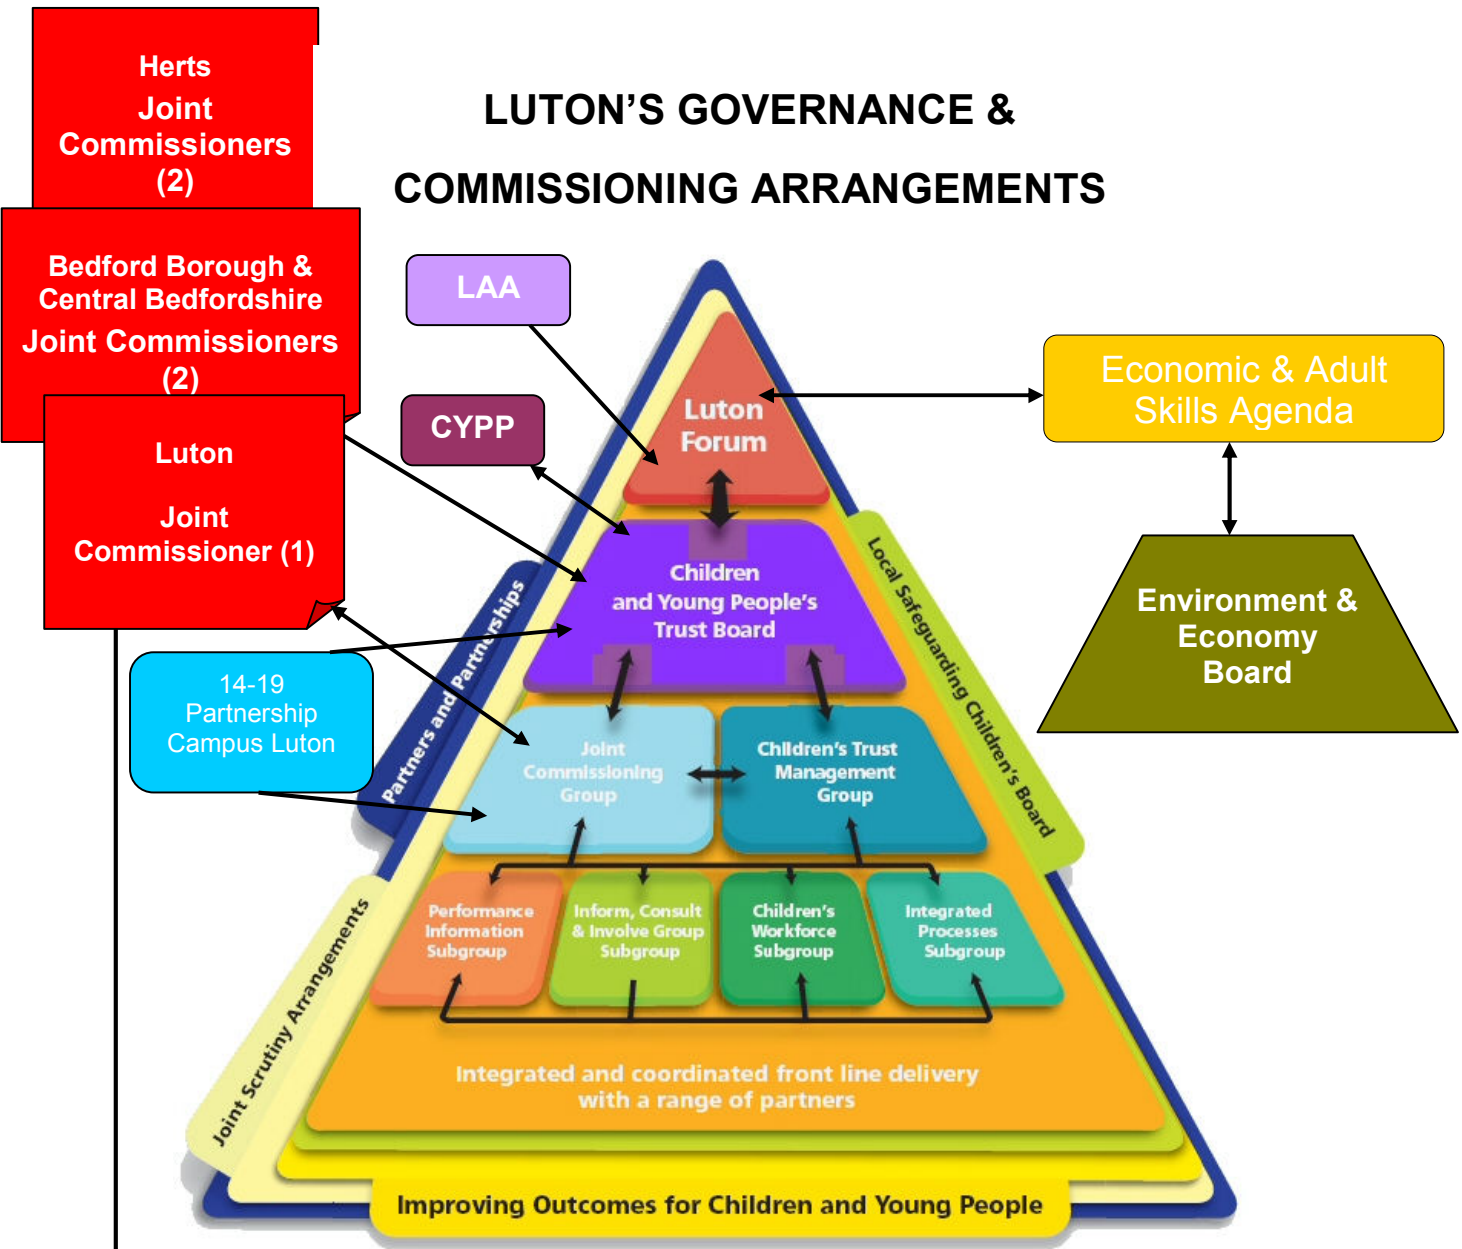 Herts
Joint
Commissioners
(2)
LUTON’S GOVERNANCE &
COMMISSIONING ARRANGEMENTS
Bedford Borough &
Central Bedfordshire
Joint Commissioners
(2)
LAA
Luton
Forum
Economic & Adult
Skills Agenda
CYPP
Luton
Joint
Commissioner (1)
Children
and Young People’s
Trust Board
Environment &
Economy
Board
14-19
Partnership
Campus Luton
Partners and Partnerships
Local Safeguarding Children’s Board
Joint
Commissioning
Group
Children’s Trust
Management
Group
Performance
Information
Subgroup
Inform, Consult
& Involve Group
Subgroup
Children’s
Workforce
Subgroup
Integrated
Processes
Subgroup
Joint Scrutiny Arrangements
Integrated and coordinated front line delivery
with a range of partners
Improving Outcomes for Children and Young People